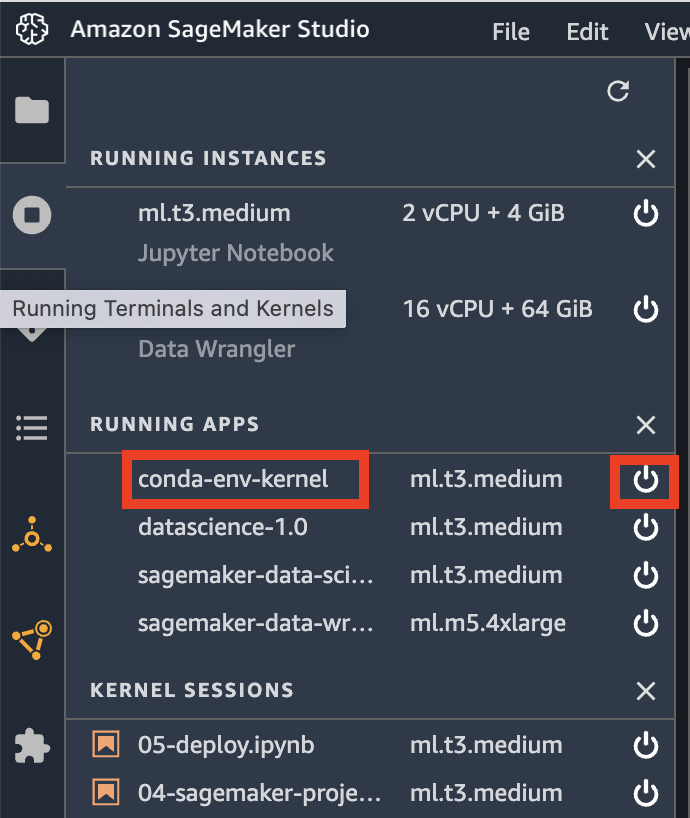 Amazon SageMaker Studio File Edit View
RUNNING INSTANCES
ml.t3.medium 2 vCPU + 4 GiB
Jupyter Notebook
Running Terminals and Kernels 16 vCPU + 64 GiB
Data Wrangler
RUNNING APPS
conda-env-kernel ml.t3.medium
datascience-1.0 ml.t3.medium
sagemaker-data-sci... ml.t3.medium
sagemaker-data-wr... ml.m5.4xlarge
KERNEL SESSIONS
05-deploy.ipynb ml.t3.medium
04-sagemaker-proje... ml.t3.medium